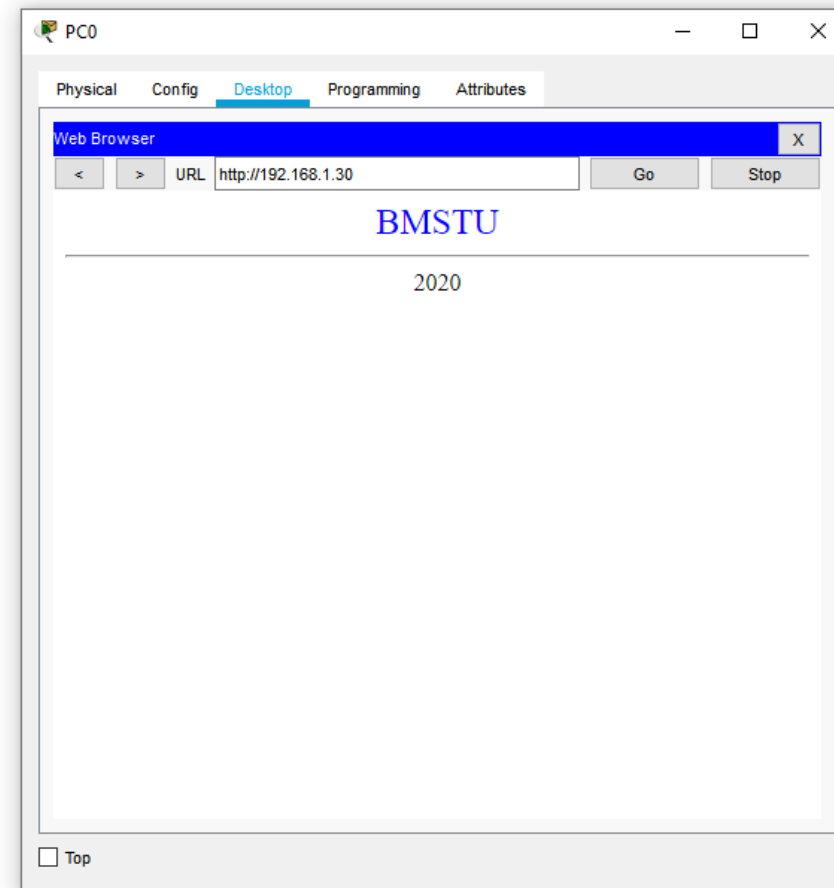 PC0
Physical Config Desktop Programming Attributes
Web Browser X
< > URL http://192.168.1.30 Go Stop
BMSTU
2020
Top